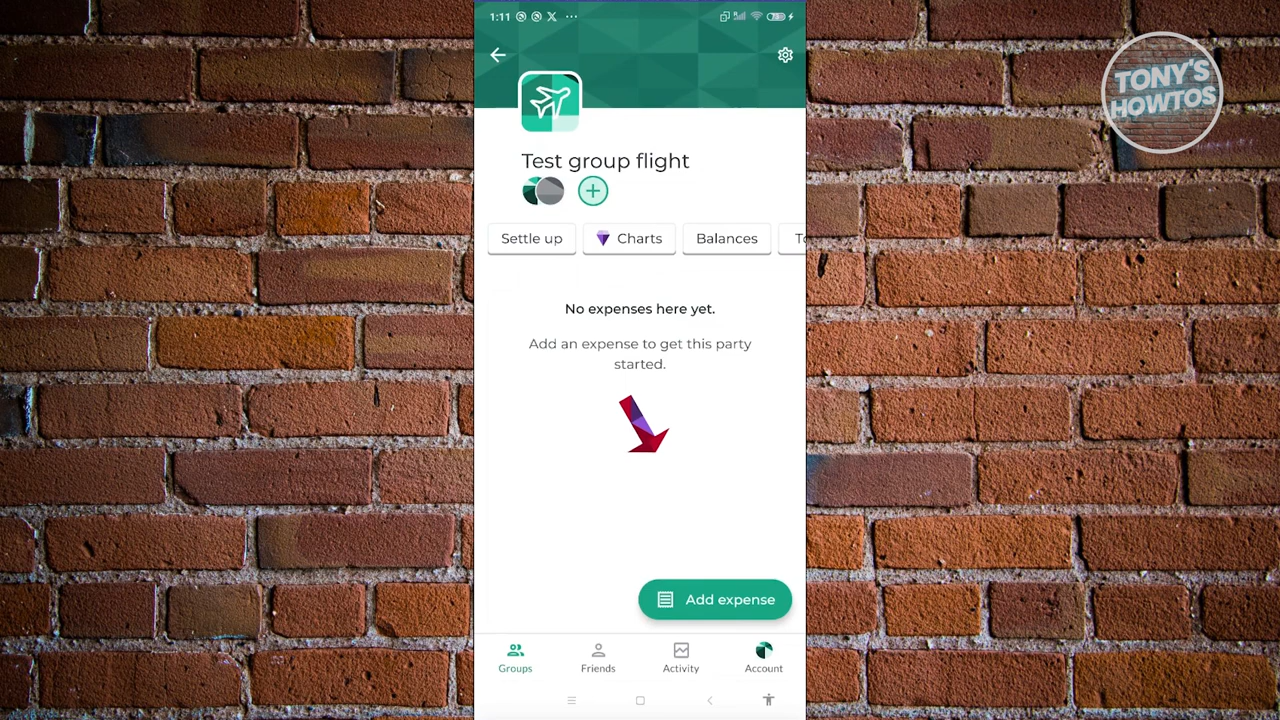 1:11
TONY'S
HOWTOS
Test group flight
Settle up
Charts
Balances
To
No expenses here yet.
Add an expense to get this party
started.
Add expense
Groups
Friends
Activity
Account